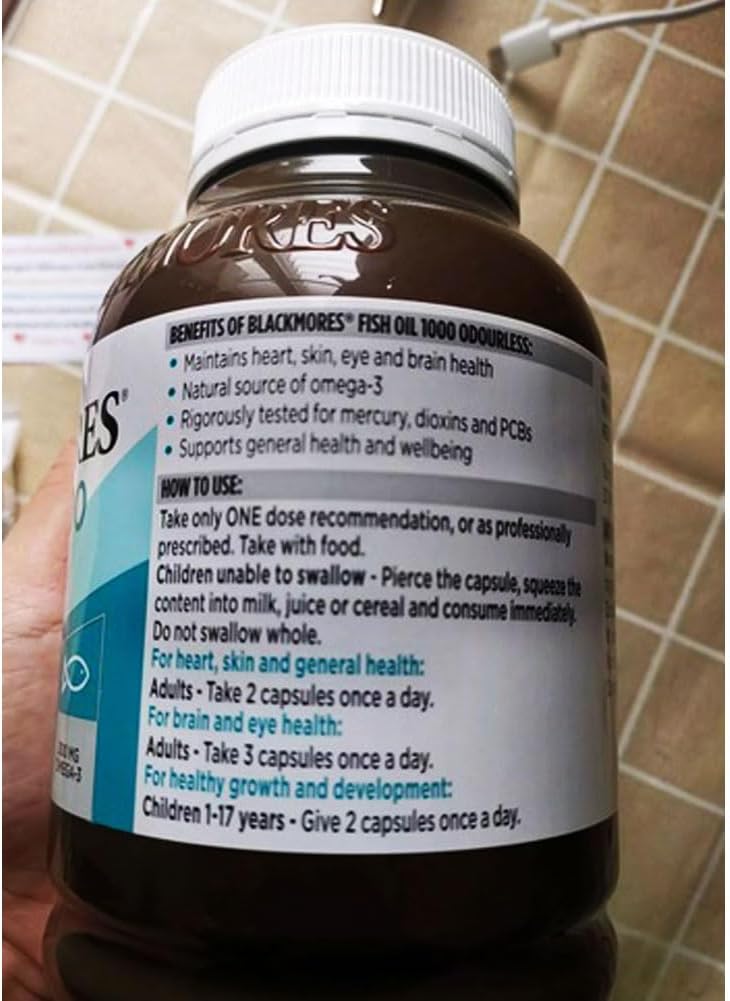 MORES
BENEFITS OF BLACKMORES® FISH OIL 1000 ODOURLESS:
• Maintains heart, skin, eye and brain health
• Natural source of omega-3
• Rigorously tested for mercury, dioxins and PCBs
• Supports general health and wellbeing
HOW TO USE:
Take only ONE dose recommendation, or as professionally
prescribed. Take with food.
Children unable to swallow - Pierce the capsule, squeeze the
content into milk, juice or cereal and consume immediately.
Do not swallow whole.
For heart, skin and general health:
Adults - Take 2 capsules once a day.
For brain and eye health:
Adults - Take 3 capsules once a day.
For healthy growth and development:
Children 1-17 years - Give 2 capsules once a day.
ES®
O
MG
OMEGA-3